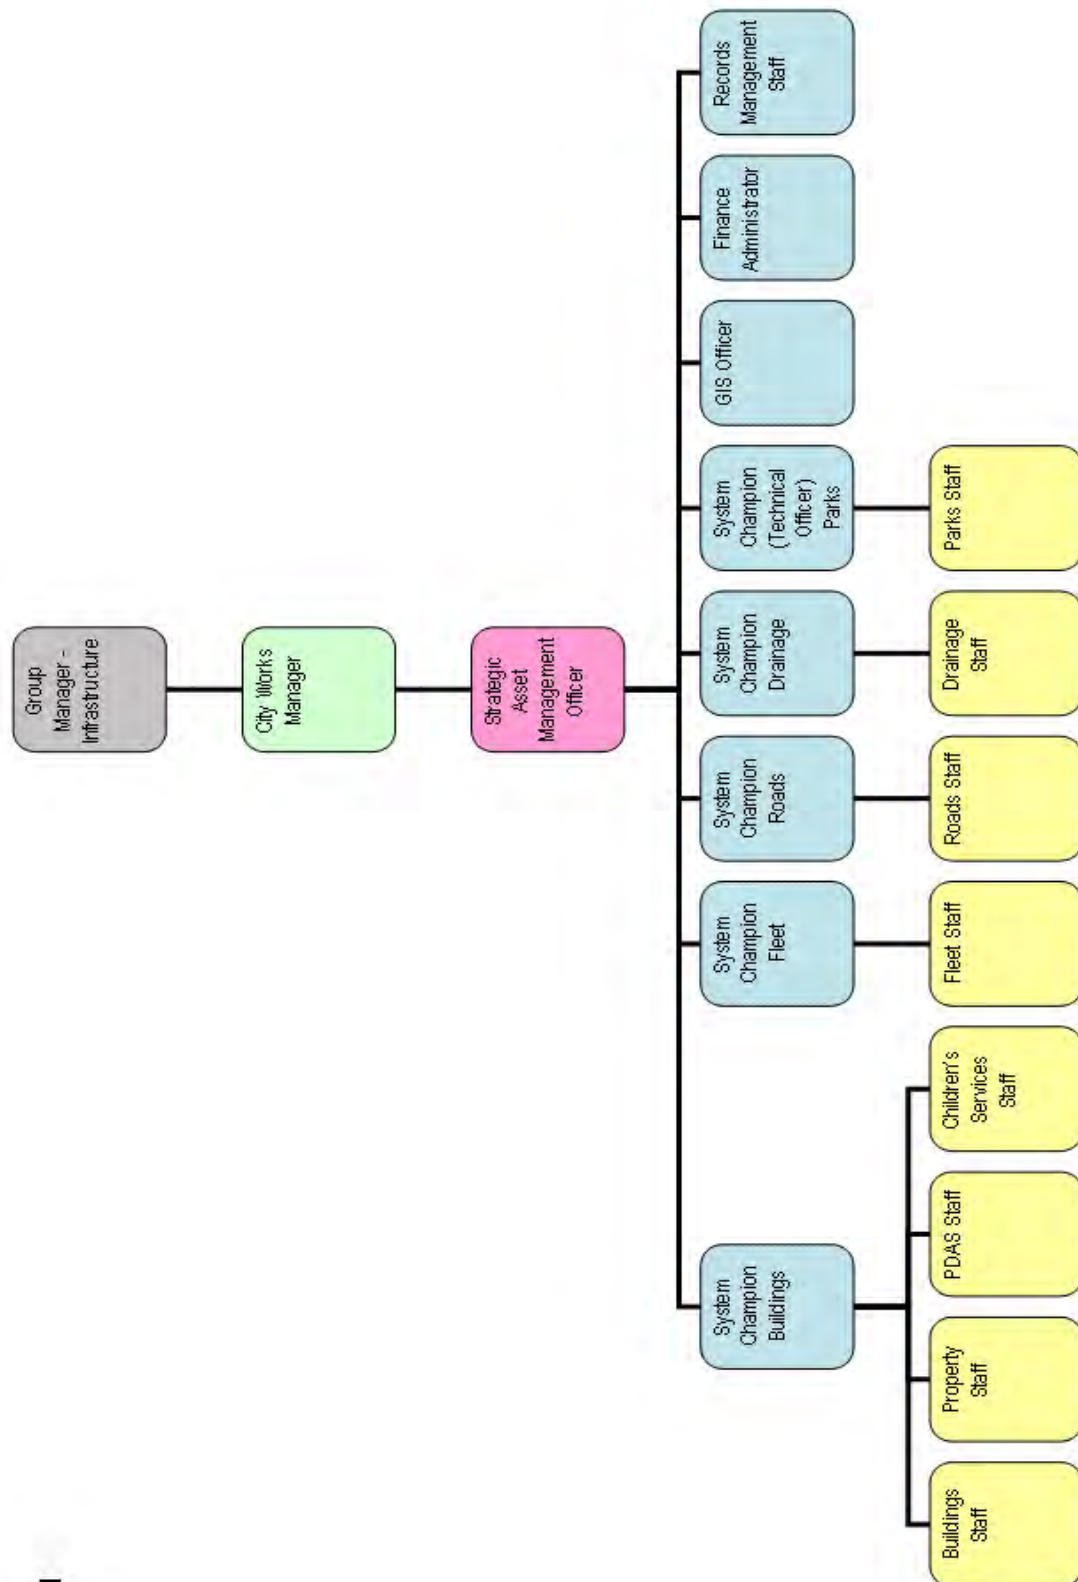 Group
Manager -
Infrastructure
City Works
Manager
Strategic
Asset
Management
Officer
System
Champion
Buildings
System
Champion
Fleet
System
Champion
Roads
System
Champion
Drainage
System
Champion
(Technical
Officer)
Parks
GIS Officer
Finance
Administrator
Records
Management
Staff
Buildings
Staff
Property
Staff
PDAS Staff
Children's
Services
Staff
Fleet Staff
Roads Staff
Drainage
Staff
Parks Staff